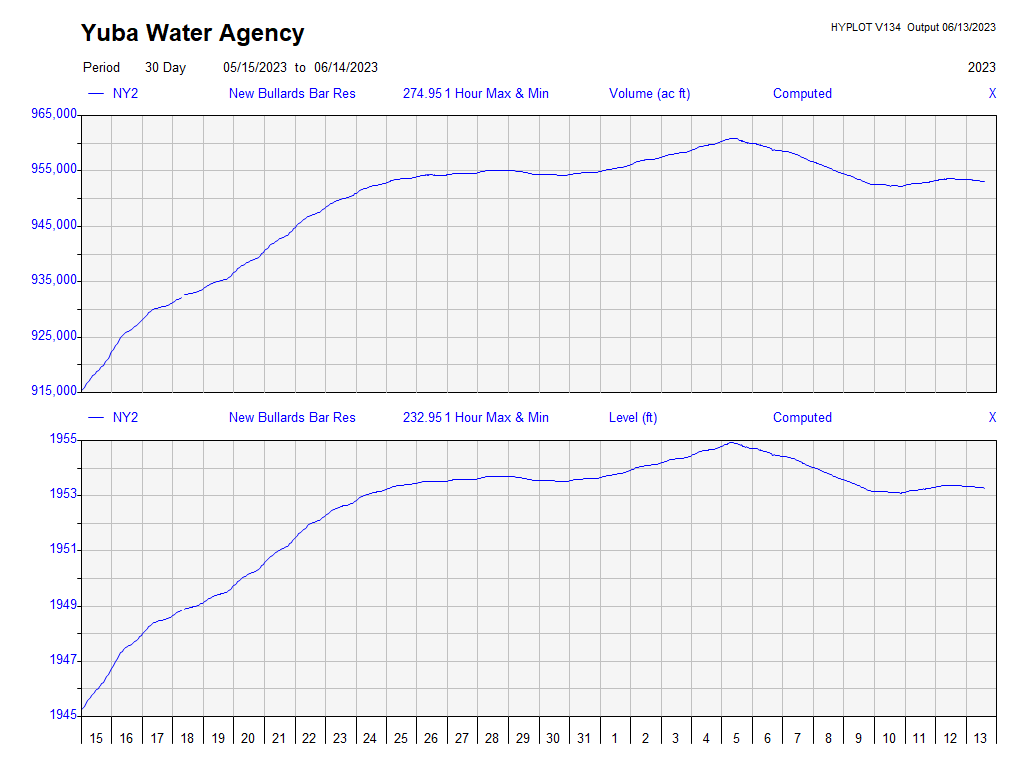 Yuba Water Agency
HYPLOT V134 Output 06/13/2023
Period 30 Day 05/15/2023 to 06/14/2023 2023
NY2 New Bullards Bar Res 274.95 1 Hour Max & Min Volume (ac ft) Computed X
965,000
955,000
945,000
935,000
925,000
915,000
NY2 New Bullards Bar Res 232.95 1 Hour Max & Min Level (ft) Computed X
1955
1953
1951
1949
1947
1945
15 16 17 18 19 20 21 22 23 24 25 26 27 28 29 30 31 1 2 3 4 5 6 7 8 9 10 11 12 13